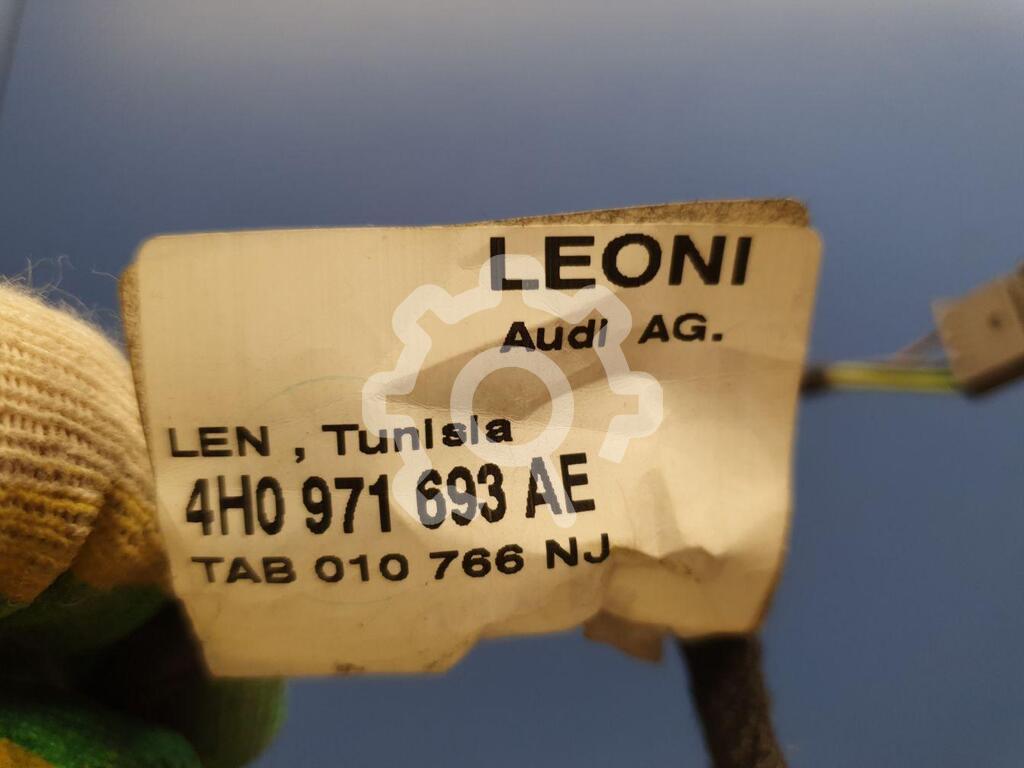 LEONI
Audi AG.
LEN , Tunisia
4H0 971 693 AE
TAB 010 766 NJ